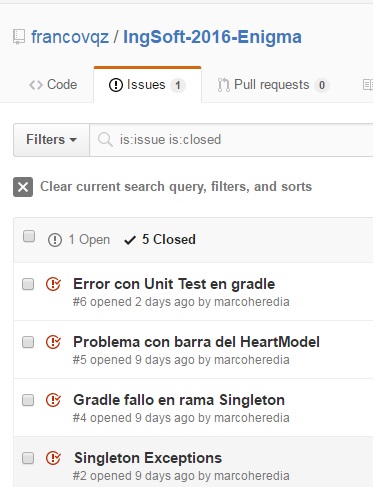 francovqz / IngSoft-2016-Enigma
Code Issues 1 Pull requests 0
Filters is:issue is:closed
Clear current search query, filters, and sorts
1 Open 5 Closed
Error con Unit Test en gradle
#6 opened 2 days ago by marcoheredia
Problema con barra del HeartModel
#5 opened 9 days ago by marcoheredia
Gradle fallo en rama Singleton
#4 opened 9 days ago by marcoheredia
Singleton Exceptions
#2 opened 9 days ago by marcoheredia